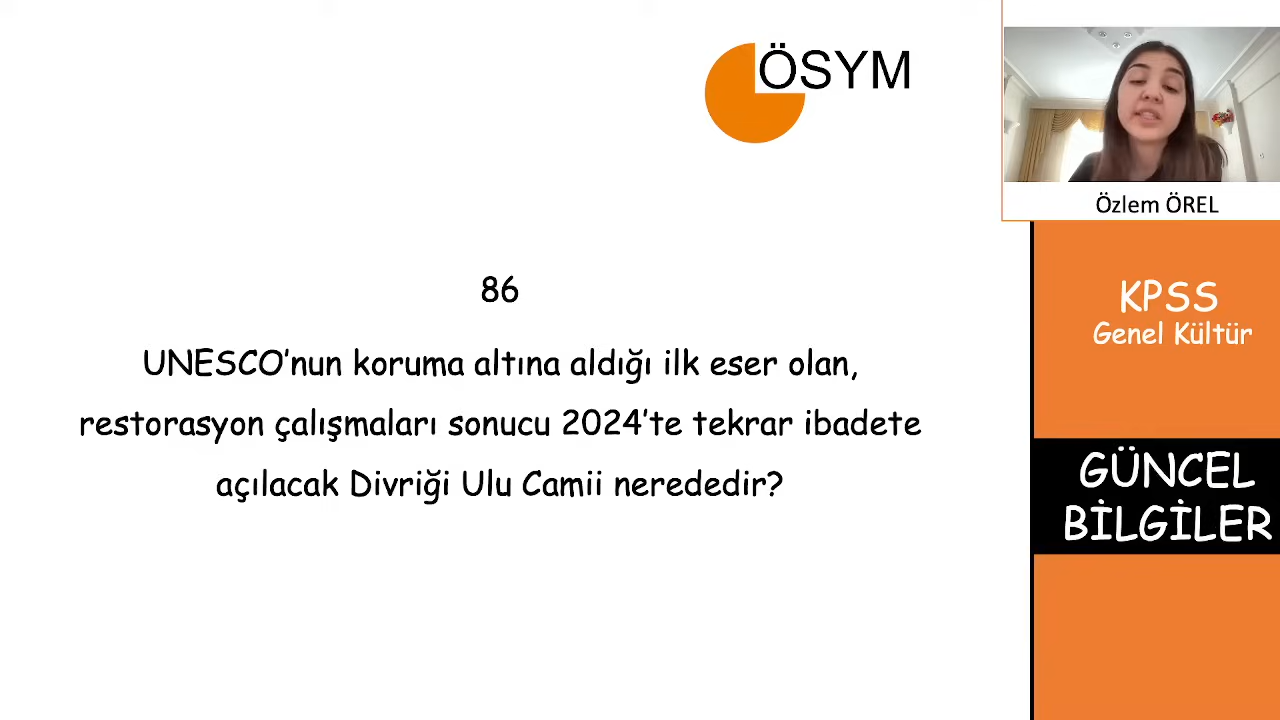 ÖSYM
Özlem ÖREL
86
UNESCO’nun koruma altına aldığı ilk eser olan,
restorasyon çalışmaları sonucu 2024’te tekrar ibadete
açılacak Divriği Ulu Camii nerededir?
KPSS
Genel Kültür
GÜNCEL
BİLGİLER